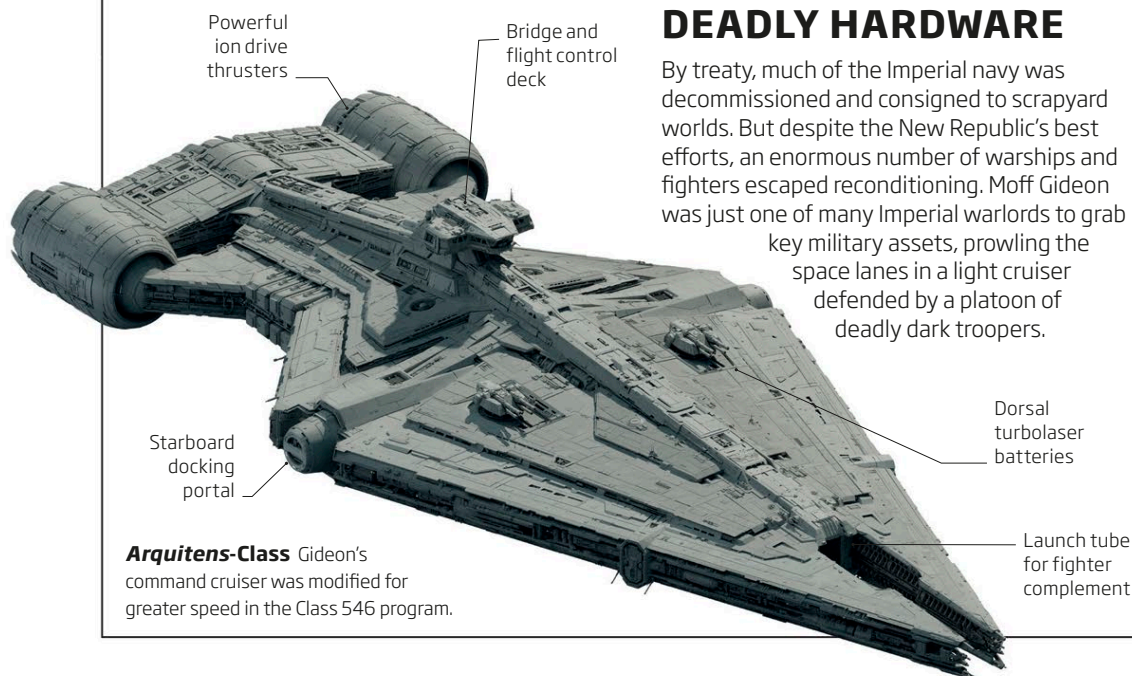 Powerful
ion drive
thrusters
Bridge and
flight control
deck
DEADLY HARDWARE
By treaty, much of the Imperial navy was
decommissioned and consigned to scrapyard
worlds. But despite the New Republic's best
efforts, an enormous number of warships and
fighters escaped reconditioning. Moff Gideon
was just one of many Imperial warlords to grab
key military assets, prowling the
space lanes in a light cruiser
defended by a platoon of
deadly dark troopers.
Dorsal
turbolaser
batteries
Starboard
docking
portal
Launch tube
for fighter
complement
Arquitens-Class Gideon's
command cruiser was modified for
greater speed in the Class 546 program.